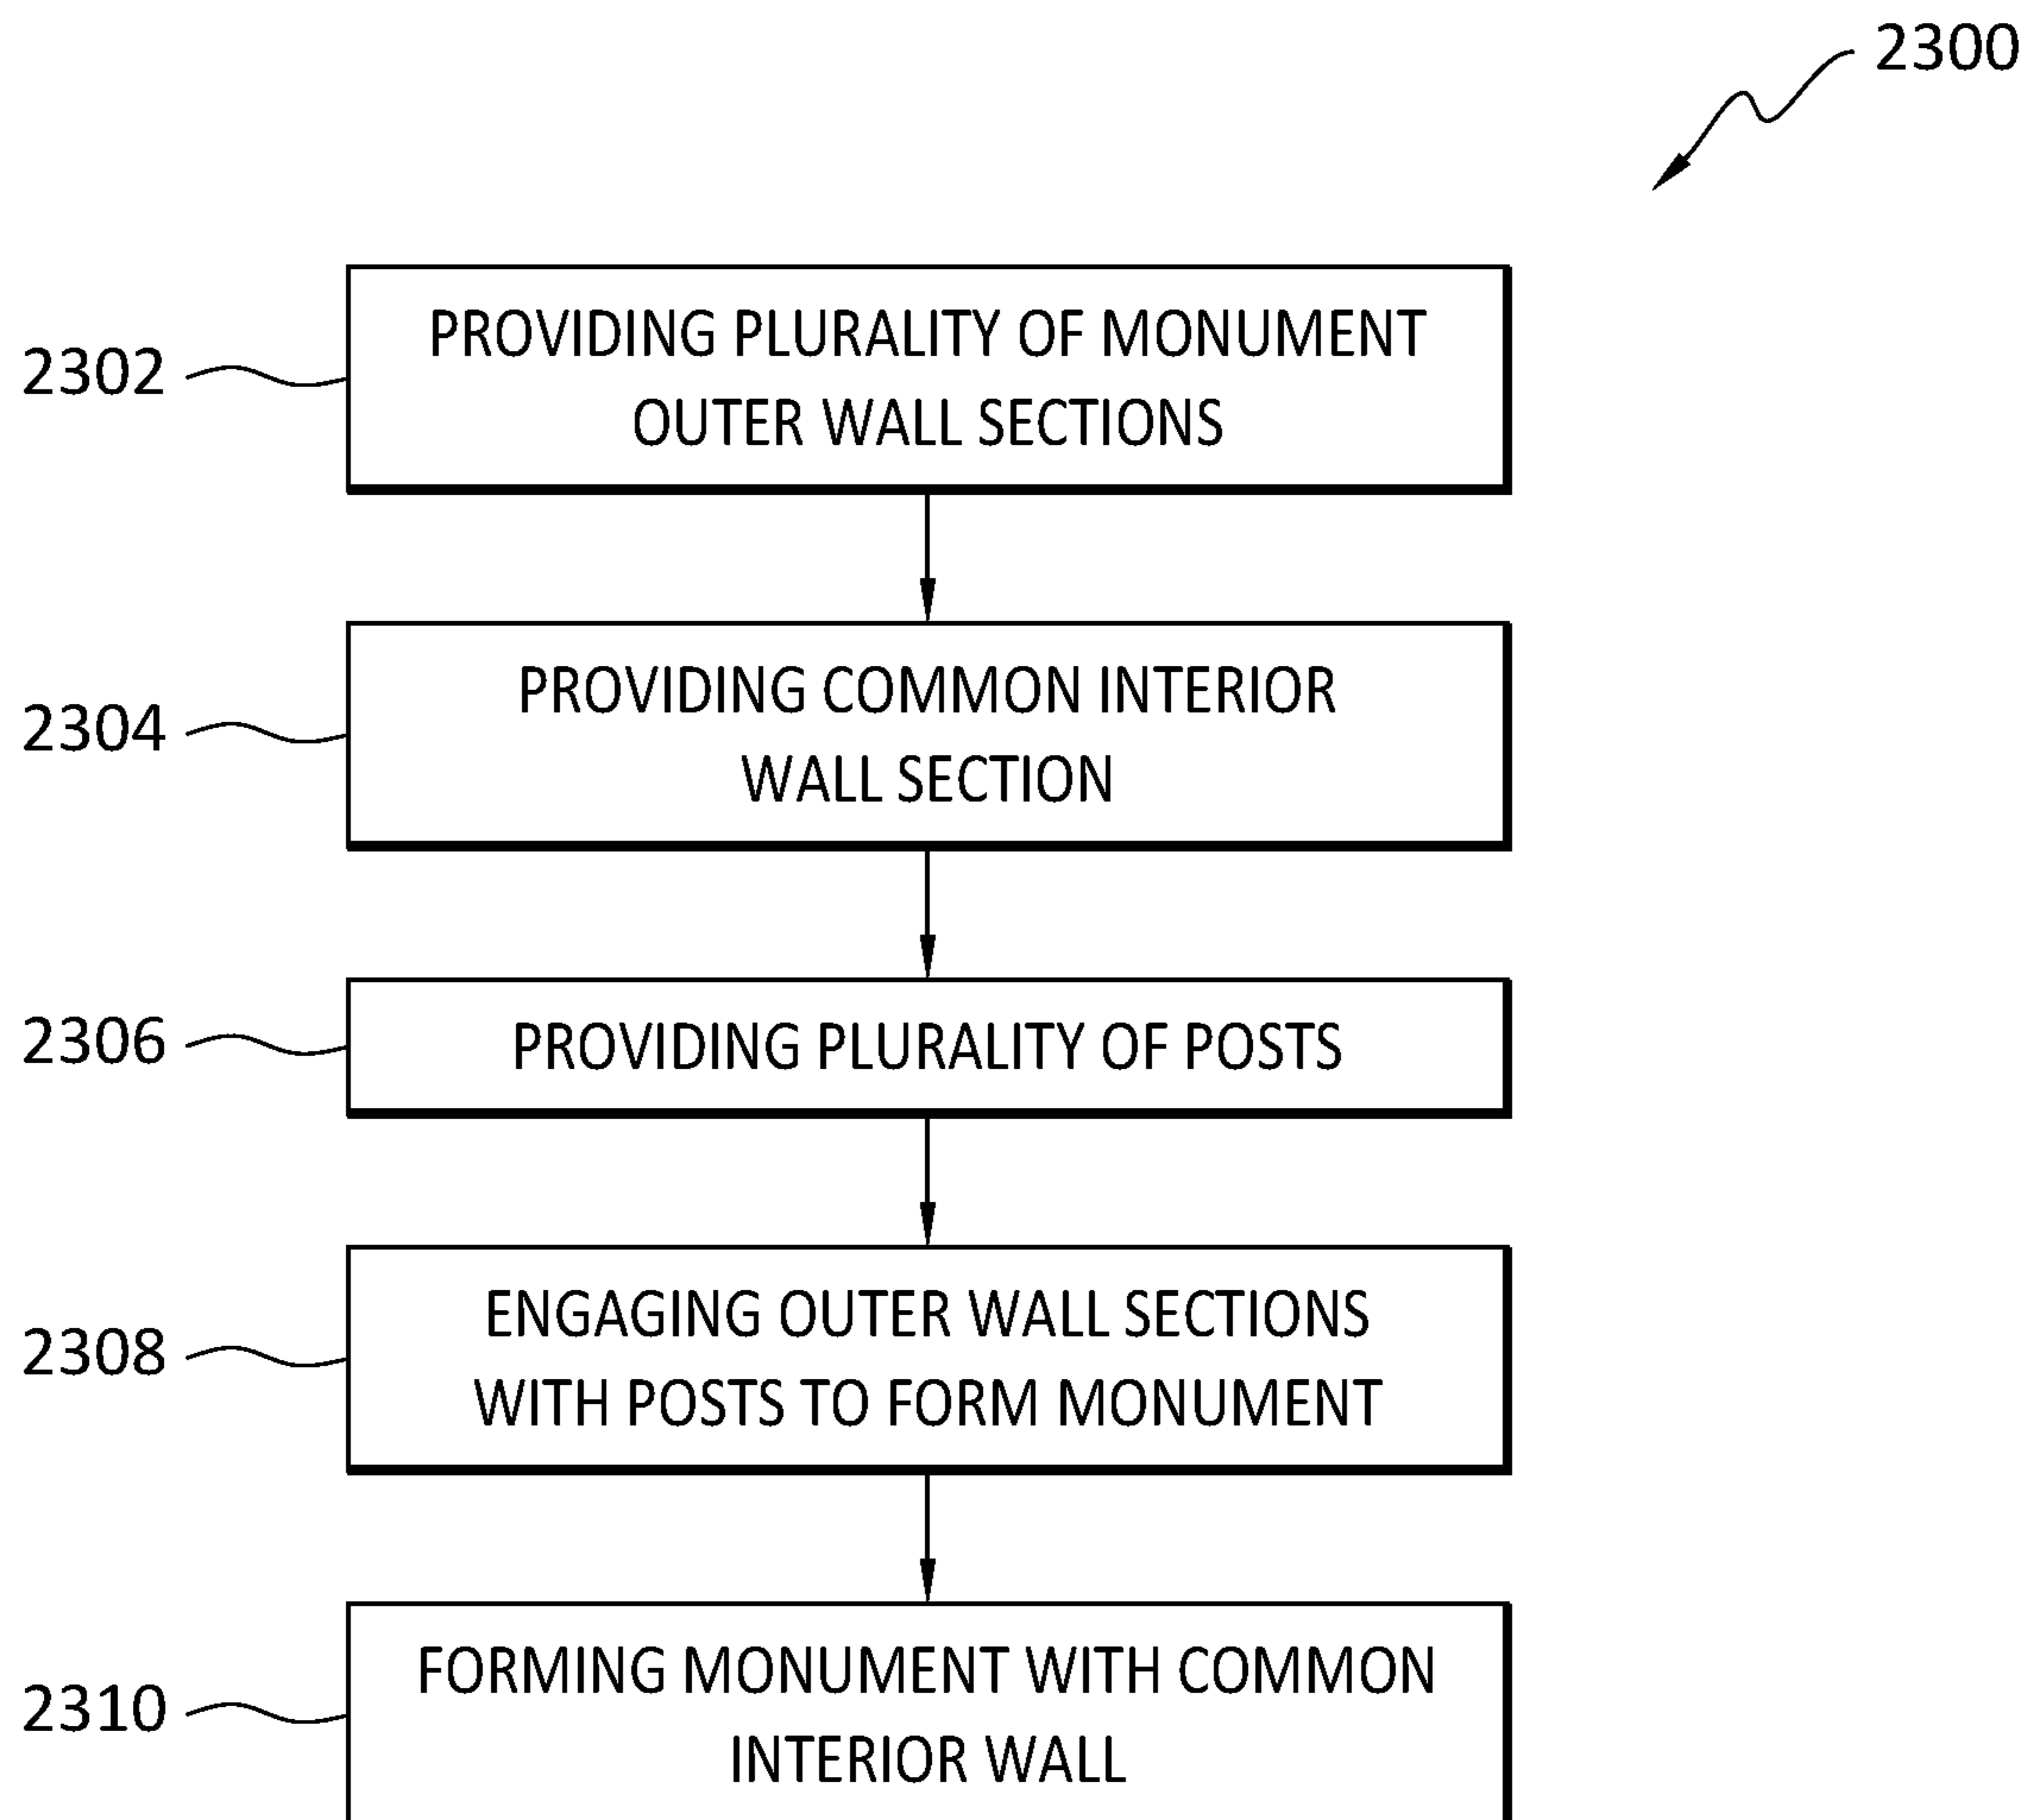 2300
2302
PROVIDING PLURALITY OF MONUMENT
OUTER WALL SECTIONS
2304
PROVIDING COMMON INTERIOR
WALL SECTION
2306
PROVIDING PLURALITY OF POSTS
2308
ENGAGING OUTER WALL SECTIONS
WITH POSTS TO FORM MONUMENT
2310
FORMING MONUMENT WITH COMMON
INTERIOR WALL